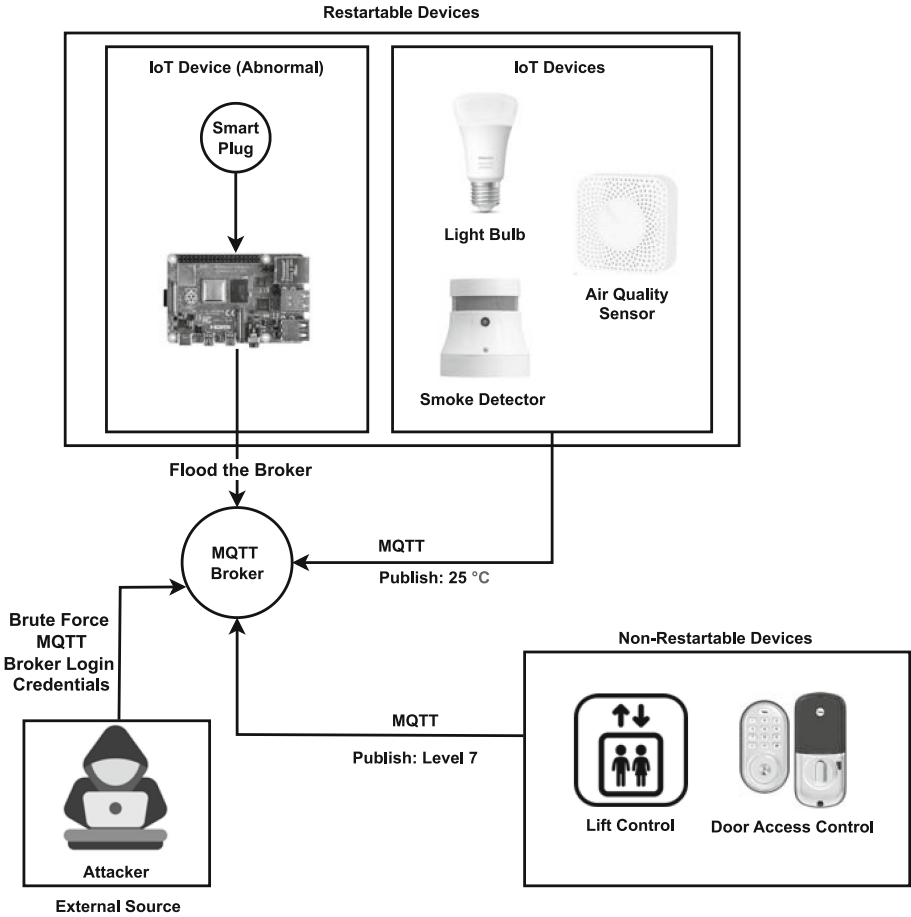 Restartable Devices
IoT Device (Abnormal)
IoT Devices
Smart
Plug
Light Bulb
Air Quality
Sensor
Smoke Detector
Flood the Broker
MQTT
Broker
MQTT
Publish: 25 °C
Brute Force
MQTT
Broker Login
Credentials
Non-Restartable Devices
MQTT
Publish: Level 7
Lift Control
Door Access Control
Attacker
External Source